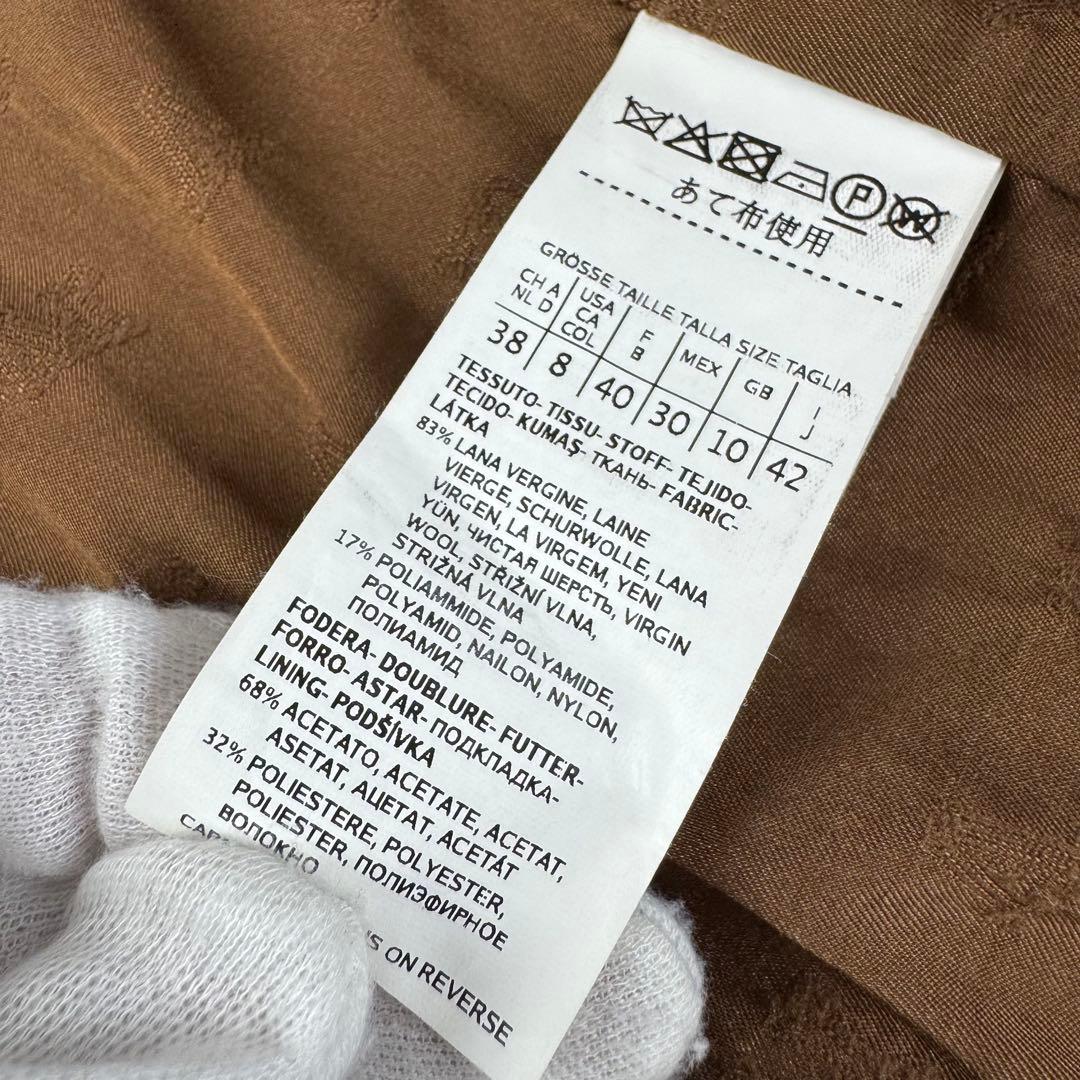 P
W
あて布使用
GRÖSSE TAILLE TALLA SIZE TAGLIA
CH A NL D USA CA COL F B MEX GB I J
38 8 40 30 10 42
TESSUTO- TISSU- STOFF- TEJIDO-
TECIDO- KUMAŞ- ТКАНЬ- FABRIC-
LÁTKA
83% LANA VERGINE, LAINE
VIERGE, SCHURWOLLE, LANA
VIRGEN, LA VIRGEM, YENI
YÜN, ЧИСТАЯ ШЕРСТЬ, VIRGIN
WOOL, STŘIŽNÍ VLNA,
STRIŽNÁ VLNA
17% POLIAMMIDE, POLYAMIDE,
POLYAMID, NAILON, NYLON,
ПОЛИАМИД
FODERA- DOUBLURE- FUTTER-
FORRO- ASTAR- ПОДКЛАДКА-
LINING- PODŠÍVKA
68% ACETATO, ACETATE, ACETAT,
ASETAT, АЦЕТАТ, ACETÁT
32% POLIESTERE, POLYESTER,
POLIESTER, ПОЛИЭФИРНОЕ
ВОЛОКНО
ON REVERSE